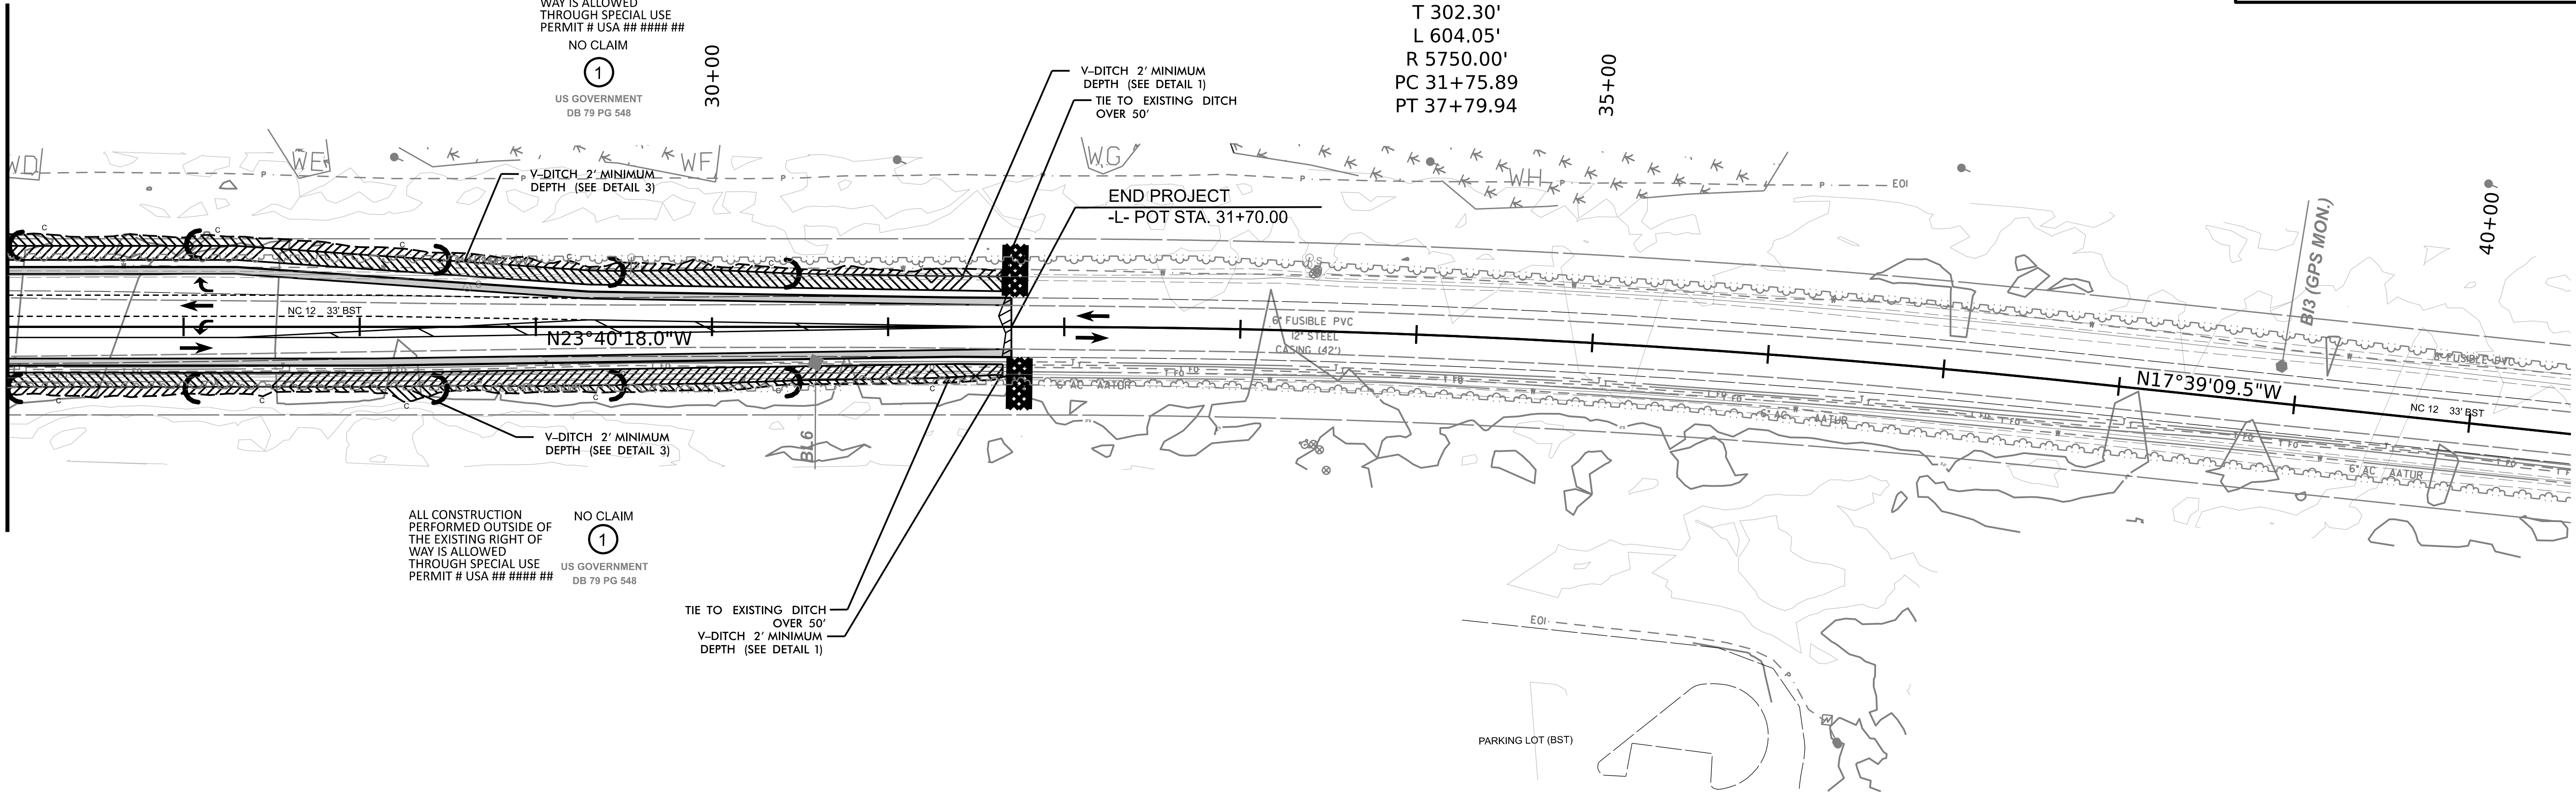 WAY IS ALLOWED
THROUGH SPECIAL USE
PERMIT # USA ## #### ##
NO CLAIM
1
US GOVERNMENT
DB 79 PG 548
30+00
T 302.30'
L 604.05'
R 5750.00'
PC 31+75.89
PT 37+79.94
35+00
V–DITCH 2' MINIMUM
DEPTH (SEE DETAIL 1)
TIE TO EXISTING DITCH
OVER 50'
WD
WE
WF
WG
WH
EOI
V–DITCH 2' MINIMUM
DEPTH (SEE DETAIL 3)
END PROJECT
-L- POT STA. 31+70.00
BI3 (GPS MON.)
40+00
NC 12 33' BST
N23°40'18.0"W
6" FUSIBLE PVC
12" STEEL
CASING (42')
6" AC AATUR
6" AC AATUR
N17°39'09.5"W
NC 12 33' BST
6" AC AATUR
BL6
V–DITCH 2' MINIMUM
DEPTH (SEE DETAIL 3)
ALL CONSTRUCTION
PERFORMED OUTSIDE OF
THE EXISTING RIGHT OF
WAY IS ALLOWED
THROUGH SPECIAL USE
PERMIT # USA ## #### ##
NO CLAIM
1
US GOVERNMENT
DB 79 PG 548
TIE TO EXISTING DITCH
OVER 50'
V–DITCH 2' MINIMUM
DEPTH (SEE DETAIL 1)
EOI
PARKING LOT (BST)